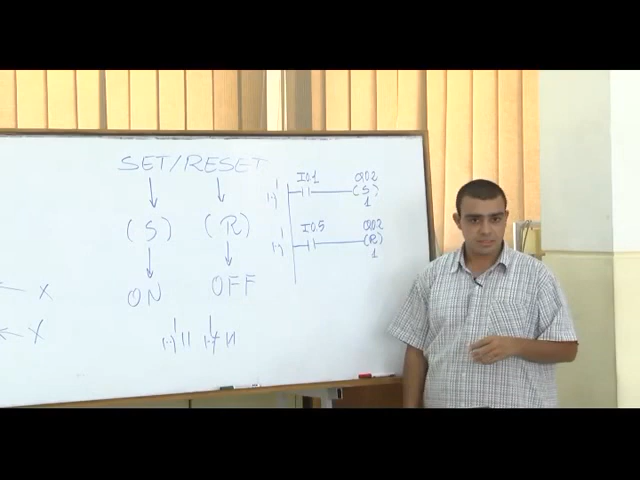 SET/RESET
(S) (R)
ON OFF
X
X
I0.1 Q0.2
(S)
1
I0.5 Q0.2
(R)
1